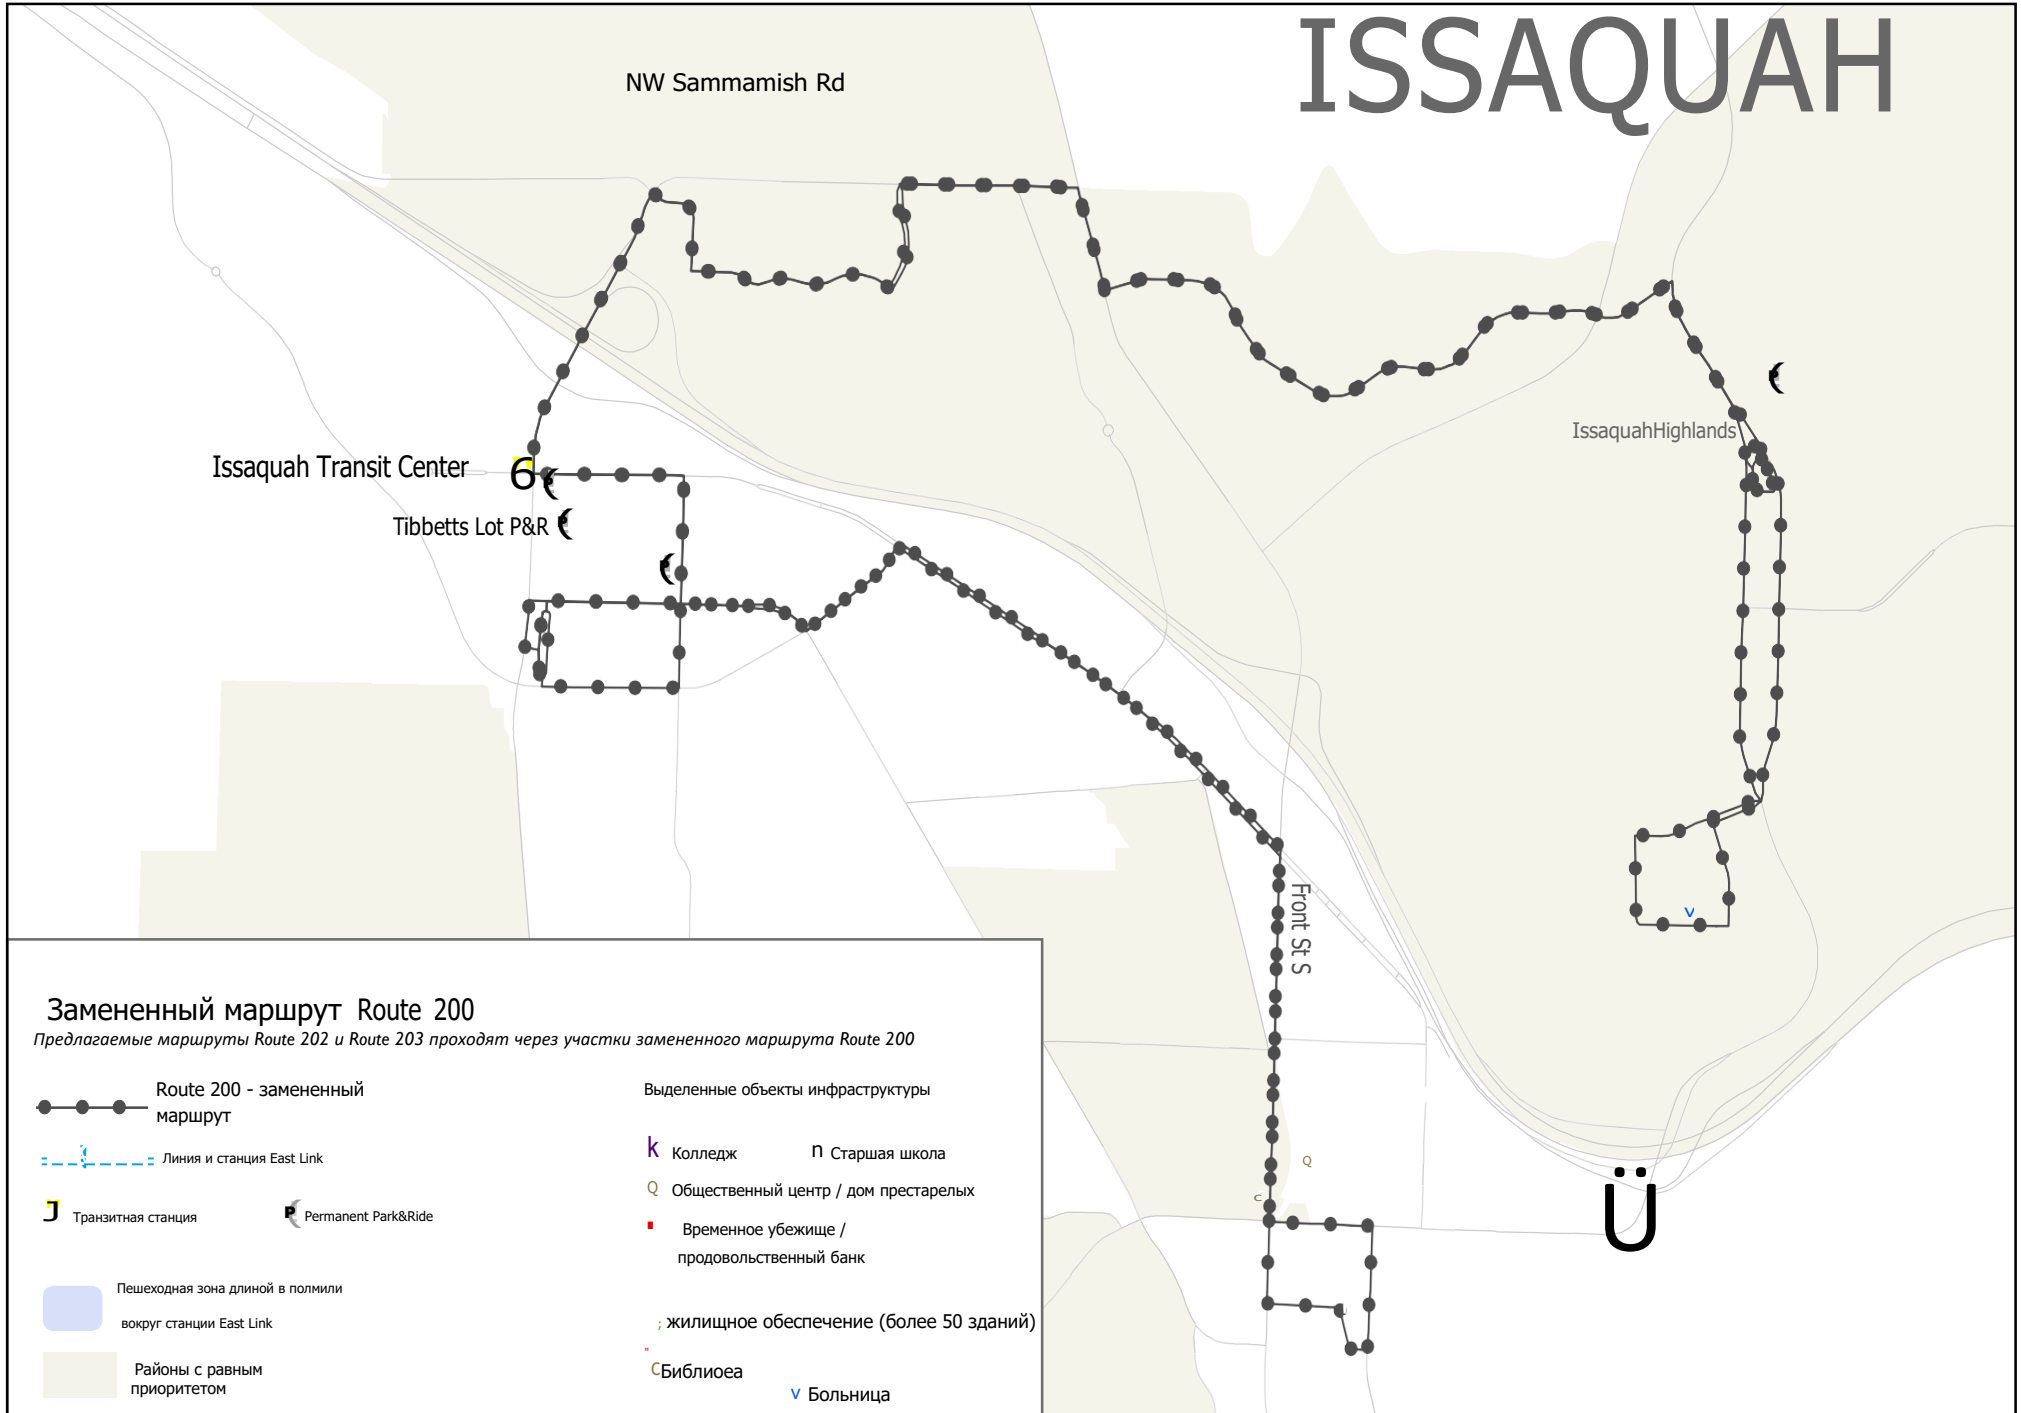 ISSAQUAH
NW Sammamish Rd
IssaquahHighlands
Issaquah Transit Center
6
Tibbetts Lot P&R
Front St S
Ü
Замененный маршрут Route 200
Предлагаемые маршруты Route 202 и Route 203 проходят через участки замененного маршрута Route 200
Route 200 - замененный
маршрут
Линия и станция East Link
J Транзитная станция
P Permanent Park&Ride
Пешеходная зона длиной в полмили
вокруг станции East Link
Районы с равным
приоритетом
Выделенные объекты инфраструктуры
k Колледж
n Старшая школа
Q Общественный центр / дом престарелых
Временное убежище /
продовольственный банк
; жилищное обеспечение (более 50 зданий)
CБиблиоеа
v Больница